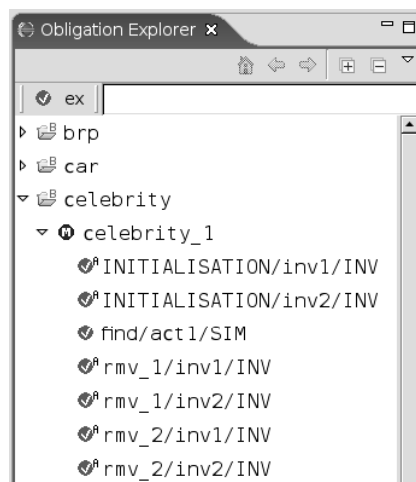 Obligation Explorer
ex
brp
car
celebrity
celebrity_1
INITIALISATION/inv1/INV
INITIALISATION/inv2/INV
find/act1/SIM
rmv_1/inv1/INV
rmv_1/inv2/INV
rmv_2/inv1/INV
rmv_2/inv2/INV